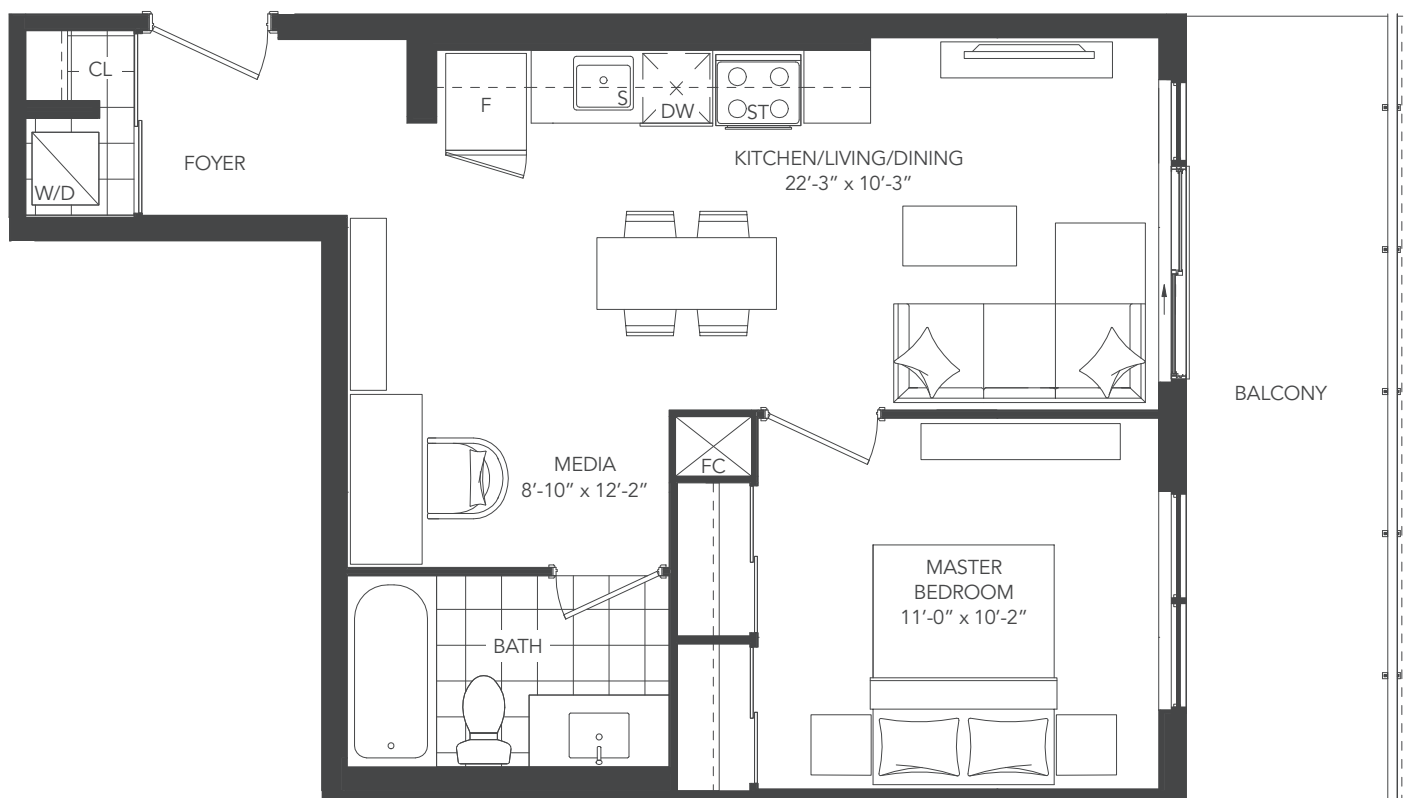 CL
F
S
DW
ST
W/D
FOYER
KITCHEN/LIVING/DINING
22’-3” x 10’-3”
BALCONY
MEDIA
8’-10” x 12’-2”
FC
MASTER
BEDROOM
11’-0” x 10’-2”
BATH